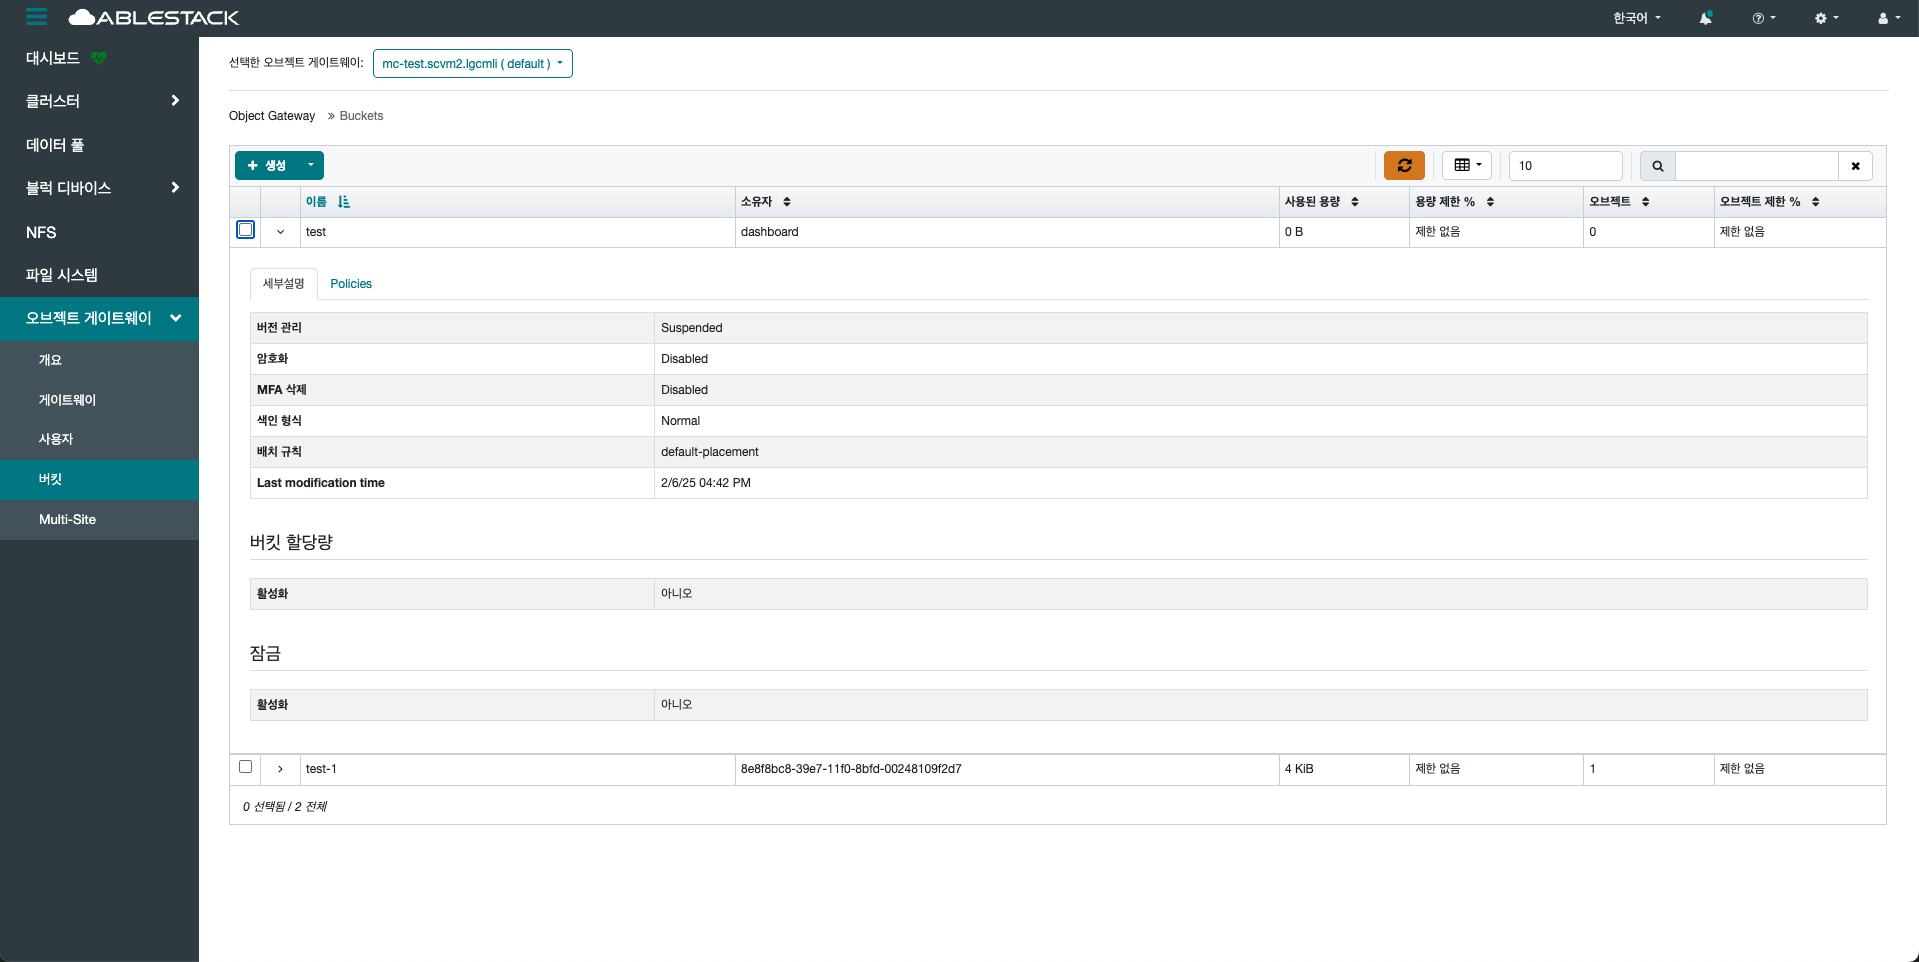 ABLESTACK
한국어
대시보드
클러스터
데이터 풀
블럭 디바이스
NFS
파일 시스템
오브젝트 게이트웨이
개요
게이트웨이
사용자
버킷
Multi-Site
선택한 오브젝트 게이트웨이: mc-test.scvm2.lgcmli ( default )
Object Gateway » Buckets
생성 10
이름 소유자 사용된 용량 용량 제한 % 오브젝트 오브젝트 제한 %
test dashboard 0 B 제한 없음 0 제한 없음
세부설명 Policies
버전 관리 Suspended
암호화 Disabled
MFA 삭제 Disabled
색인 형식 Normal
배치 규칙 default-placement
Last modification time 2/6/25 04:42 PM
버킷 할당량
활성화 아니오
잠금
활성화 아니오
test-1 8e8f8bc8-39e7-11f0-8bfd-00248109f2d7 4 KiB 제한 없음 1 제한 없음
0 선택됨 / 2 전체